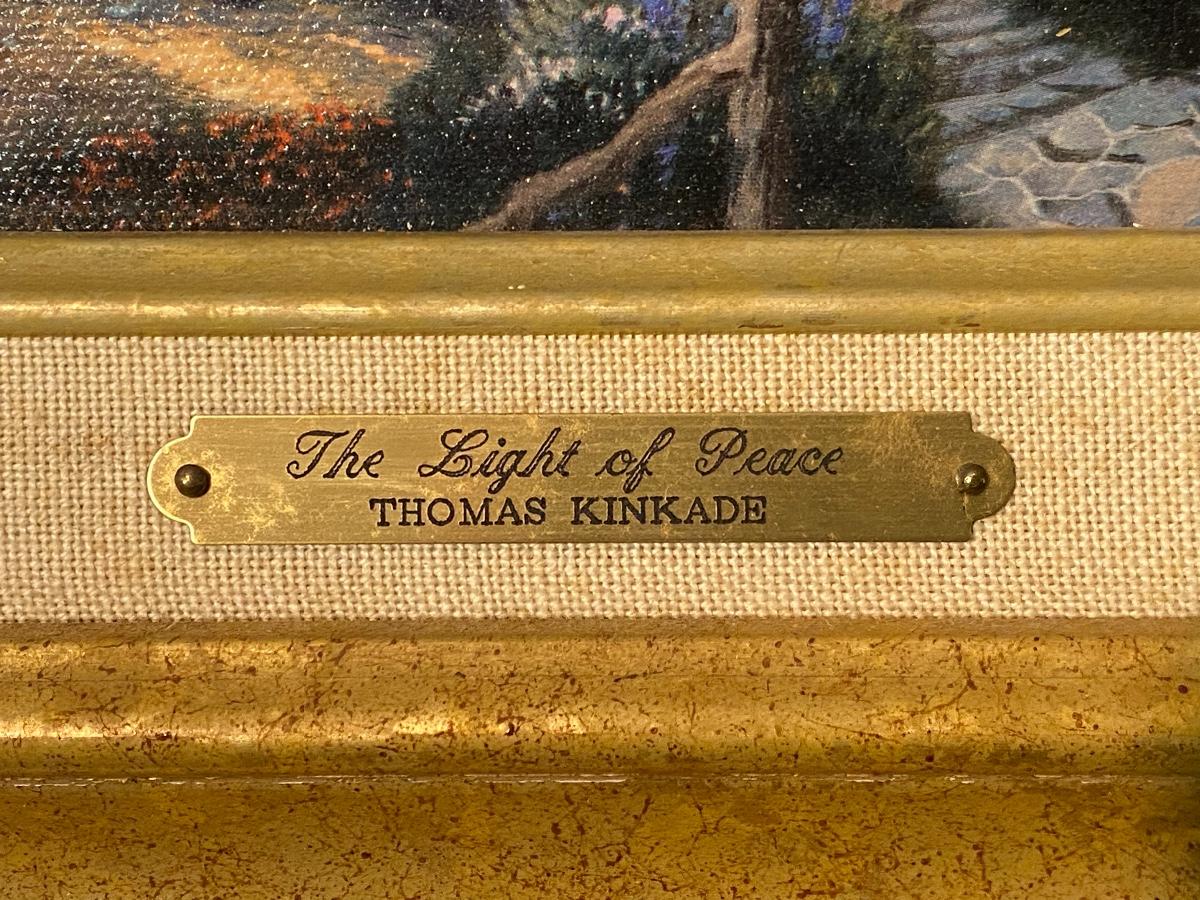 The Light of Peace
THOMAS KINKADE